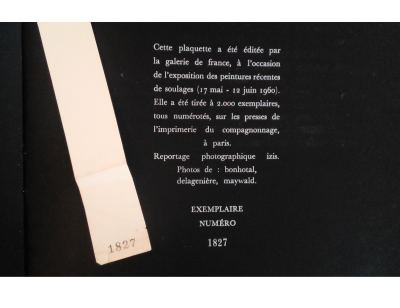 Cette plaquette a été éditée par
la galerie de france, à l'occasion
de l'exposition des peintures récentes
de soulages (17 mai - 12 juin 1960).
Elle a été tirée à 2.000 exemplaires,
tous numérotés, sur les presses de
l'imprimerie du compagnonnage,
à paris.
Reportage photographique izis.
Photos de : bonhotal,
delagenière, maywald.
EXEMPLAIRE
NUMÉRO
1827
1827